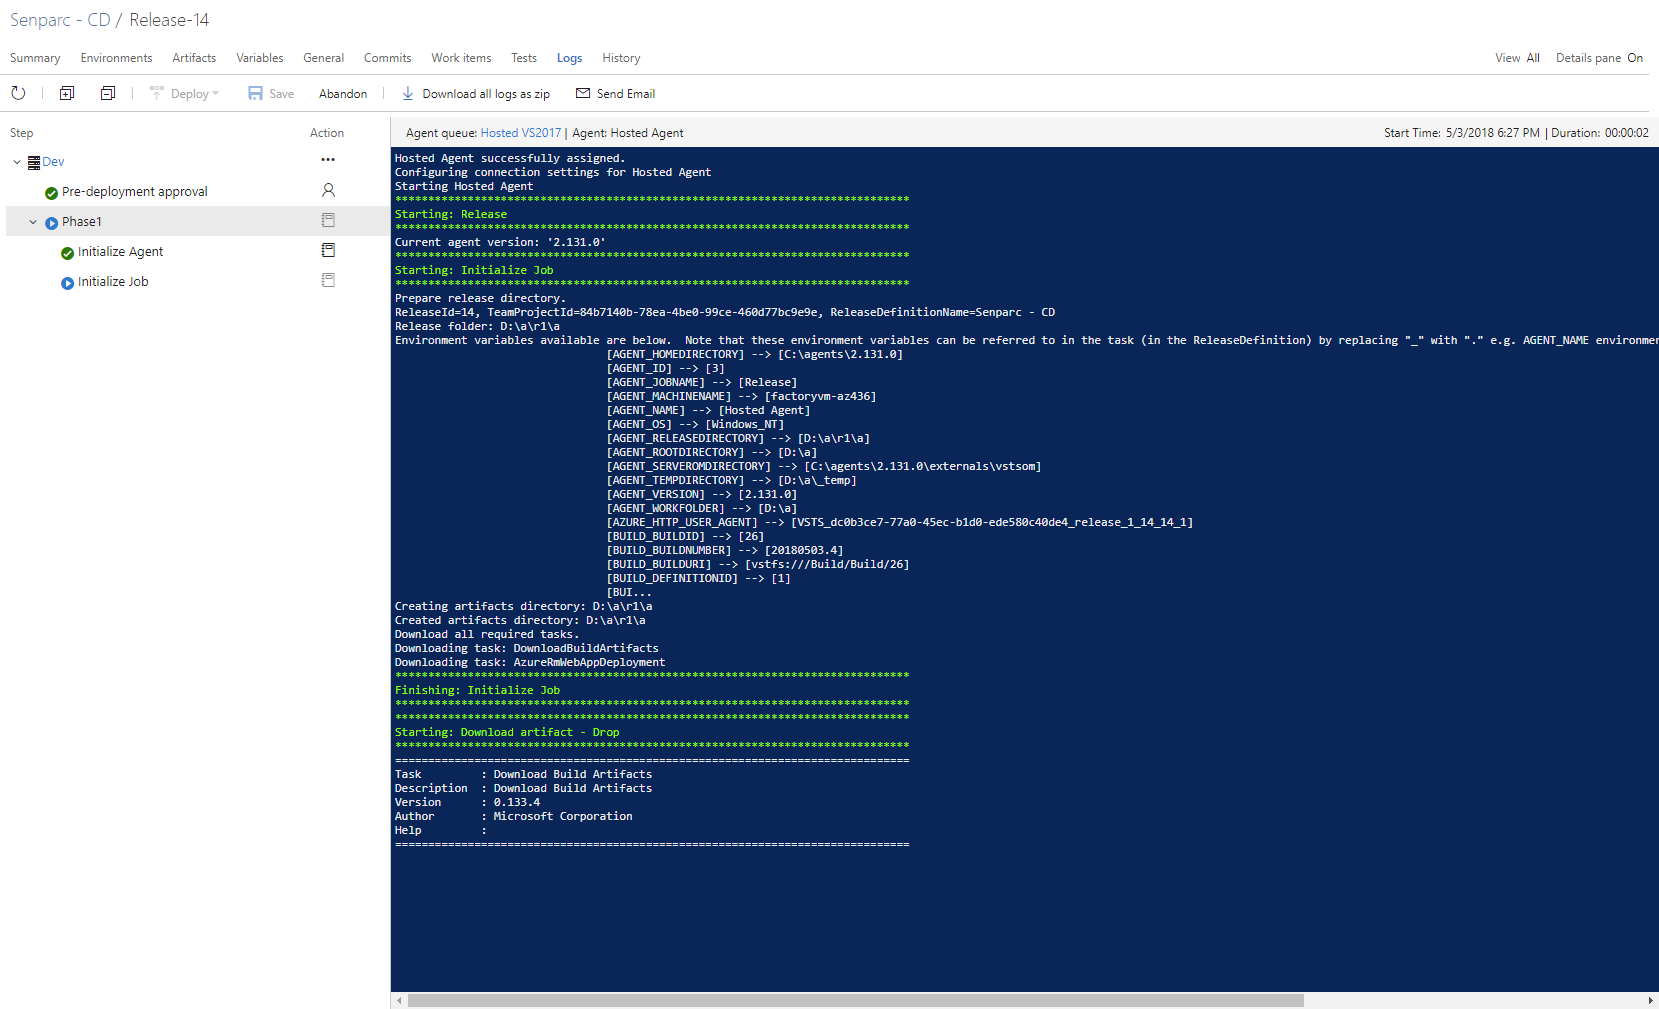 Senparc - CD / Release-14
Summary Environments Artifacts Variables General Commits Work items Tests Logs History View All Details pane On
Deploy Save Abandon Download all logs as zip Send Email
Step Action
Dev
Pre-deployment approval
Phase1
Initialize Agent
Initialize Job
Agent queue: Hosted VS2017 | Agent: Hosted Agent Start Time: 5/3/2018 6:27 PM | Duration: 00:00:02
Hosted Agent successfully assigned.
Configuring connection settings for Hosted Agent
Starting Hosted Agent
******************************************************************************
Starting: Release
******************************************************************************
Current agent version: '2.131.0'
******************************************************************************
Starting: Initialize Job
******************************************************************************
Prepare release directory.
ReleaseId=14, TeamProjectId=84b7140b-78ea-4be0-99ce-460d77bc9e9e, ReleaseDefinitionName=Senparc - CD
Release folder: D:\a\r1\a
Environment variables available are below.  Note that these environment variables can be referred to in the task (in the ReleaseDefinition) by replacing "_" with "." e.g. AGENT_NAME environmen
[AGENT_HOMEDIRECTORY] --> [C:\agents\2.131.0]
[AGENT_ID] --> [3]
[AGENT_JOBNAME] --> [Release]
[AGENT_MACHINENAME] --> [factoryvm-az436]
[AGENT_NAME] --> [Hosted Agent]
[AGENT_OS] --> [Windows_NT]
[AGENT_RELEASEDIRECTORY] --> [D:\a\r1\a]
[AGENT_ROOTDIRECTORY] --> [D:\a]
[AGENT_SERVEROMDIRECTORY] --> [C:\agents\2.131.0\externals\vstsom]
[AGENT_TEMPDIRECTORY] --> [D:\a\_temp]
[AGENT_VERSION] --> [2.131.0]
[AGENT_WORKFOLDER] --> [D:\a]
[AZURE_HTTP_USER_AGENT] --> [VSTS_dc0b3ce7-77a0-45ec-b1d0-ede580c40de4_release_1_14_14_1]
[BUILD_BUILDID] --> [26]
[BUILD_BUILDNUMBER] --> [20180503.4]
[BUILD_BUILDURI] --> [vstfs:///Build/Build/26]
[BUILD_DEFINITIONID] --> [1]
[BUI...
Creating artifacts directory: D:\a\r1\a
Created artifacts directory: D:\a\r1\a
Download all required tasks.
Downloading task: DownloadBuildArtifacts
Downloading task: AzureRmWebAppDeployment
******************************************************************************
Finishing: Initialize Job
******************************************************************************
******************************************************************************
Starting: Download artifact - Drop
******************************************************************************
==============================================================================
Task         : Download Build Artifacts
Description  : Download Build Artifacts
Version      : 0.133.4
Author       : Microsoft Corporation
Help         :
==============================================================================